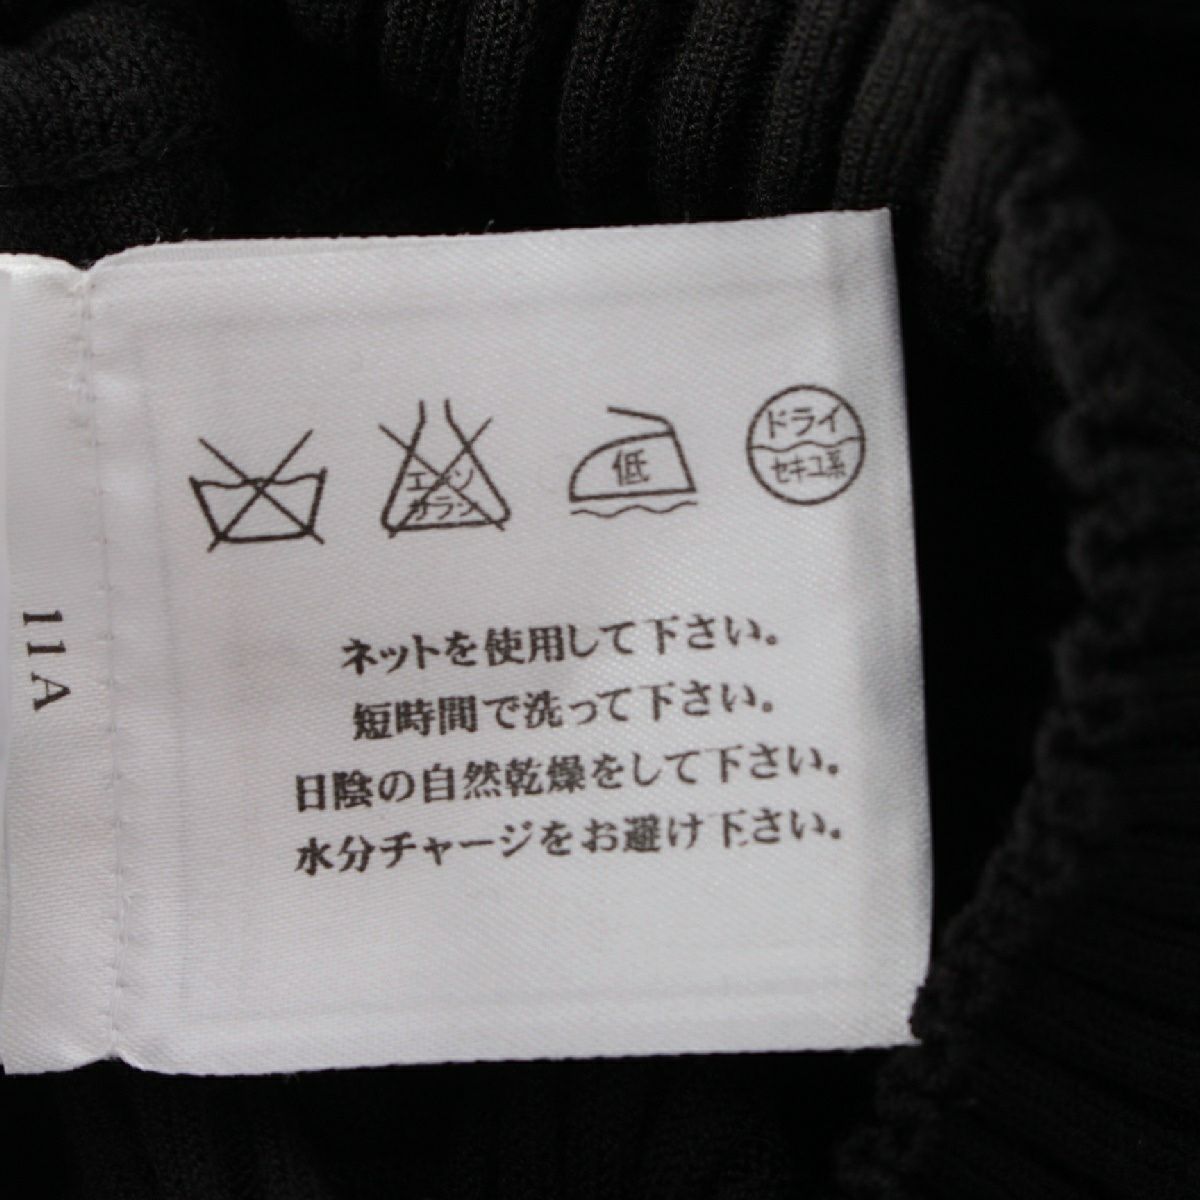 エンソ
サラシ
低
ドライ
セキユ系
ネットを使用して下さい。
短時間で洗って下さい。
日陰の自然乾燥をして下さい。
水分チャージをお避け下さい。
11A